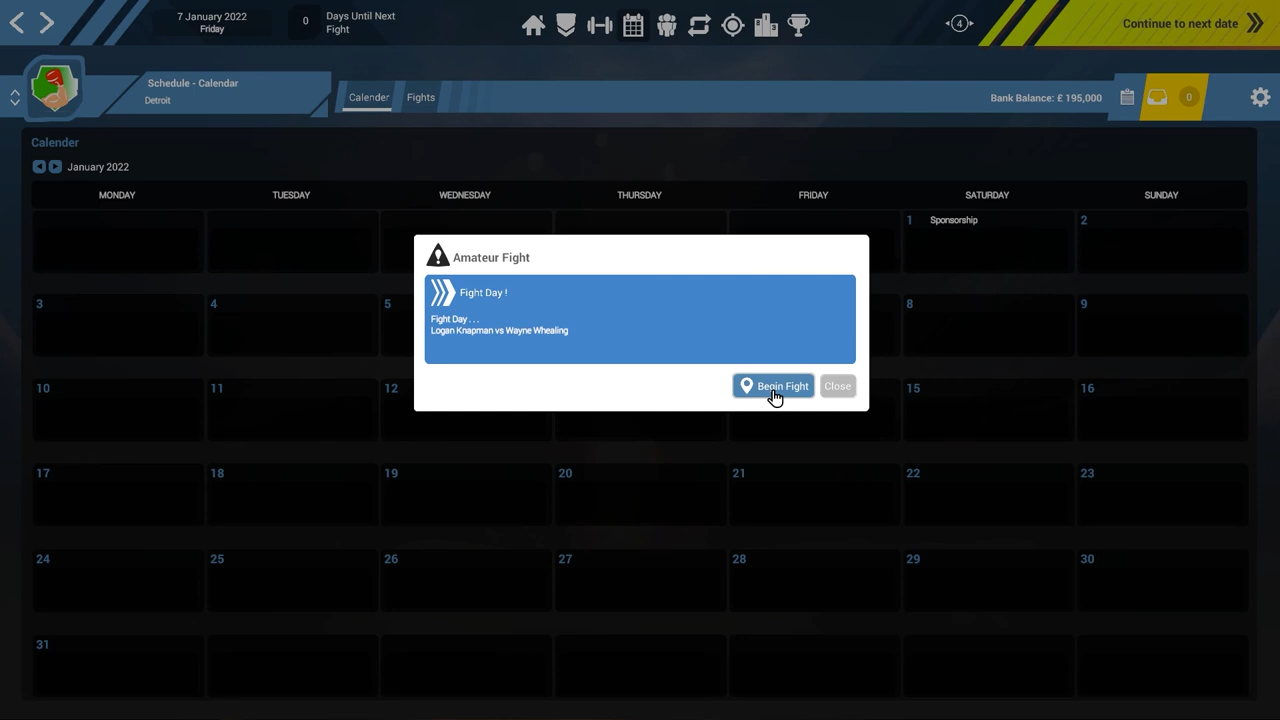 7 January 2022
Friday
0
Days Until Next
Fight
4
Continue to next date
Schedule - Calendar
Detroit
Calender
Fights
Bank Balance: £ 195,000
0
Calender
January 2022
MONDAY
TUESDAY
WEDNESDAY
THURSDAY
FRIDAY
SATURDAY
SUNDAY
1
Sponsorship
2
Amateur Fight
Fight Day !
Fight Day . . .
Logan Knapman vs Wayne Whealing
Begin Fight
Close
3
4
5
8
9
10
11
12
15
16
17
18
19
20
21
22
23
24
25
26
27
28
29
30
31